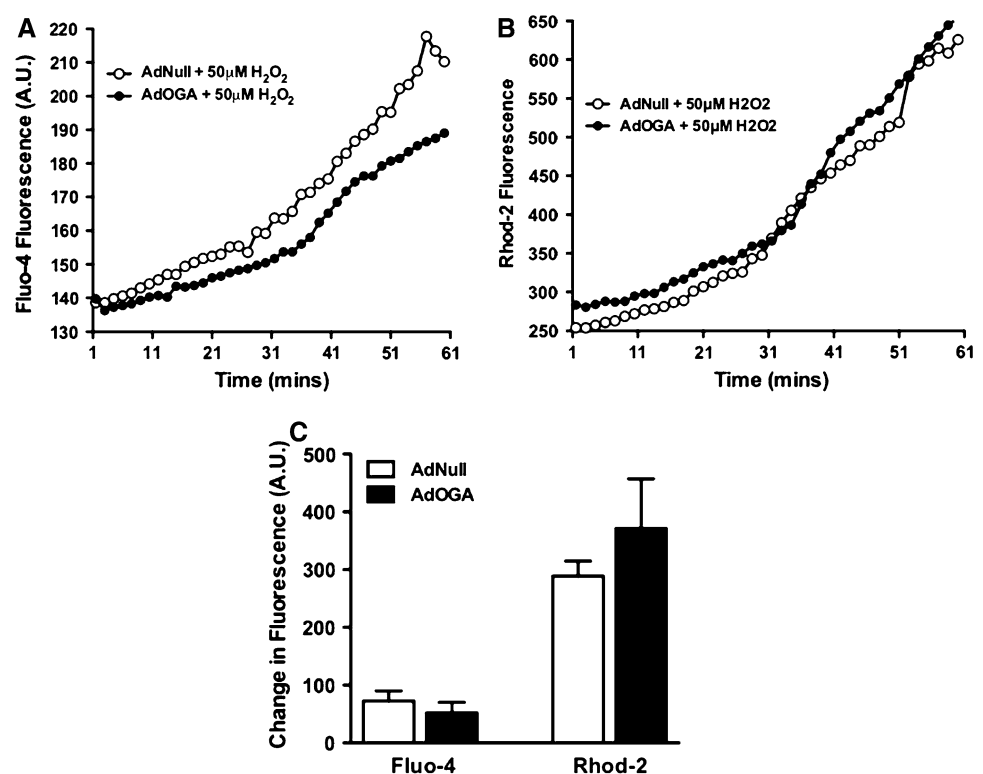 A
Fluo-4 Fluorescence (A.U.)
220
210
200
190
180
170
160
150
140
130
AdNull + 50μM H₂O₂
AdOGA + 50μM H₂O₂
1 11 21 31 41 51 61
Time (mins)
B
Rhod-2 Fluorescence
650
600
550
500
450
400
350
300
250
AdNull + 50μM H2O2
AdOGA + 50μM H2O2
1 11 21 31 41 51 61
Time (mins)
C
Change in Fluorescence (A.U.)
500
400
300
200
100
0
AdNull
AdOGA
Fluo-4 Rhod-2